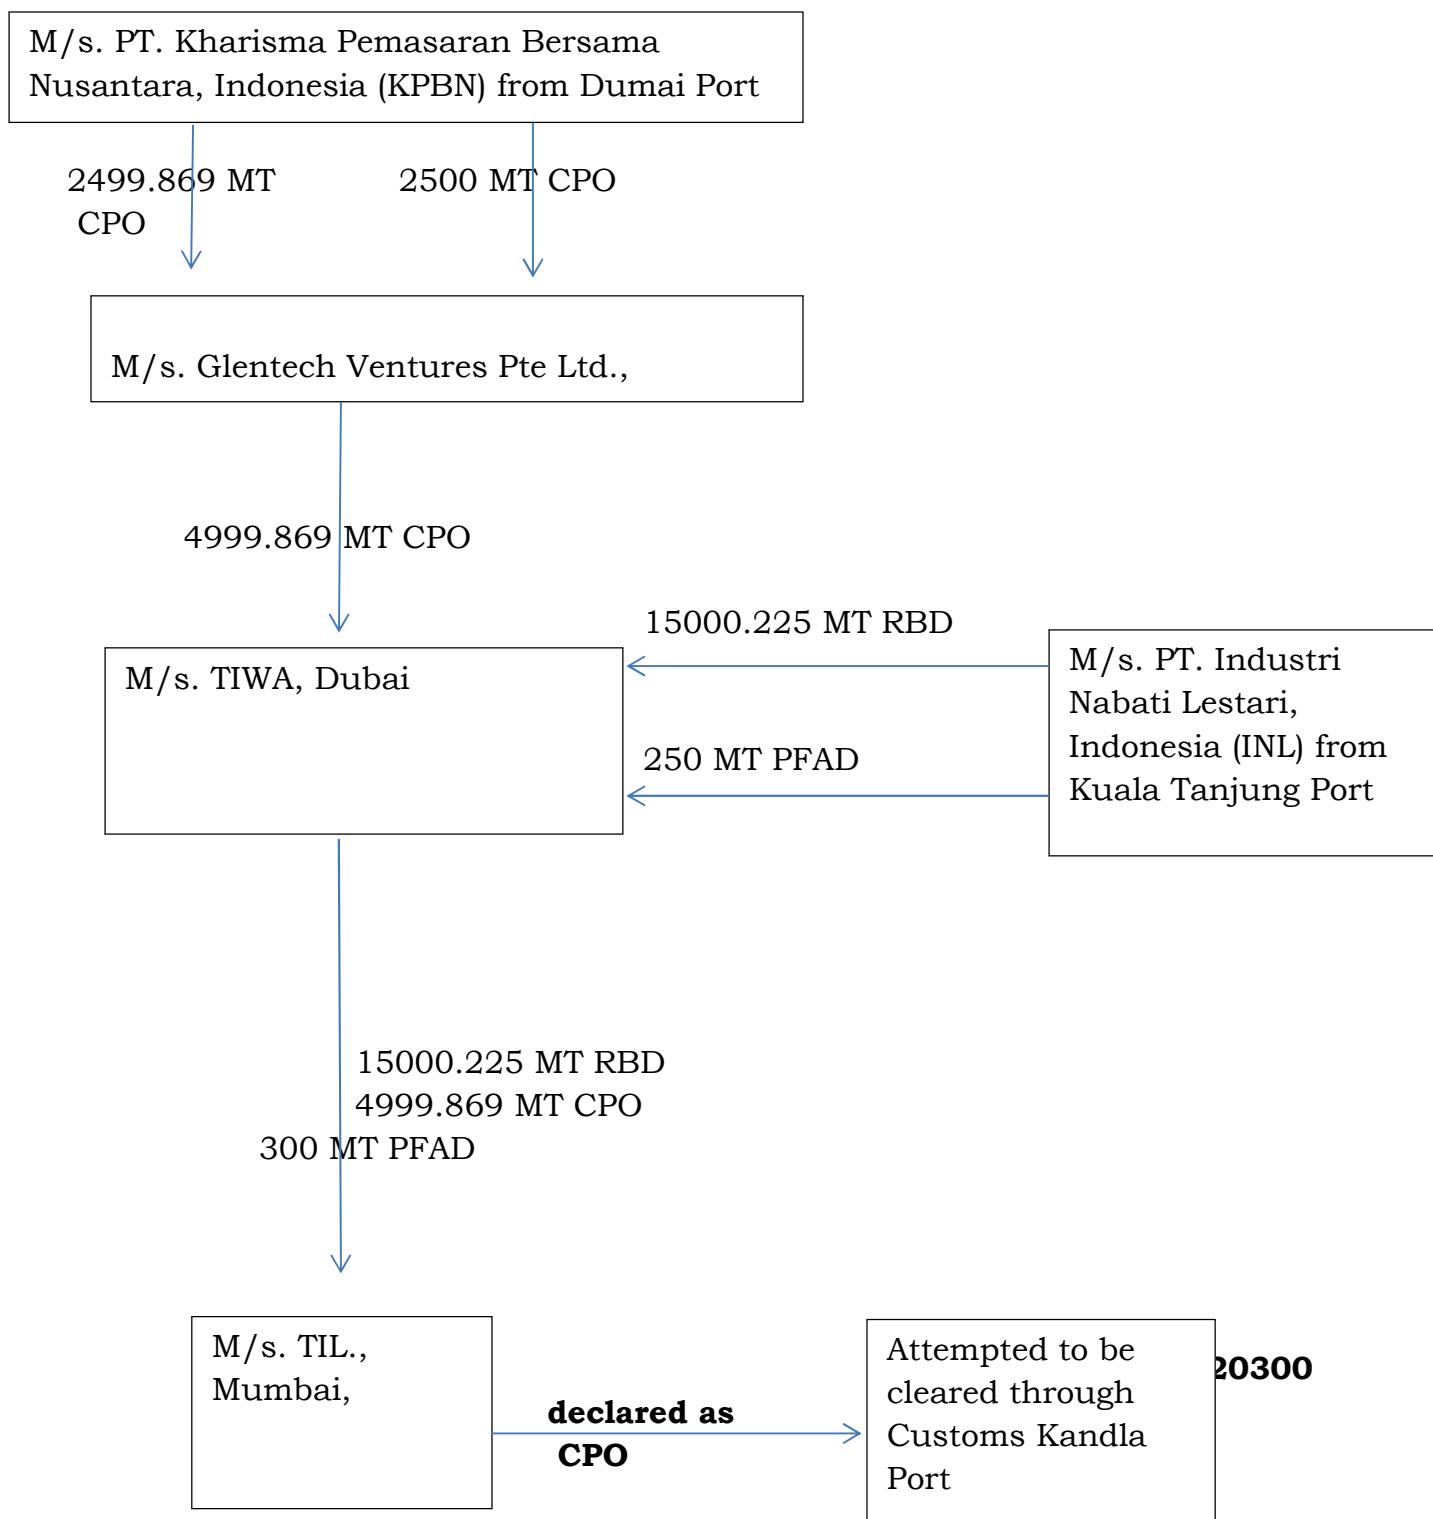 M/s. PT. Kharisma Pemasaran Bersama
Nusantara, Indonesia (KPBN) from Dumai Port
2499.869 MT
CPO
2500 MT CPO
M/s. Glentech Ventures Pte Ltd.,
4999.869 MT CPO
15000.225 MT RBD
M/s. TIWA, Dubai
250 MT PFAD
M/s. PT. Industri
Nabati Lestari,
Indonesia (INL) from
Kuala Tanjung Port
15000.225 MT RBD
4999.869 MT CPO
300 MT PFAD
M/s. TIL.,
Mumbai,
declared as
CPO
Attempted to be
cleared through
Customs Kandla
Port
20300